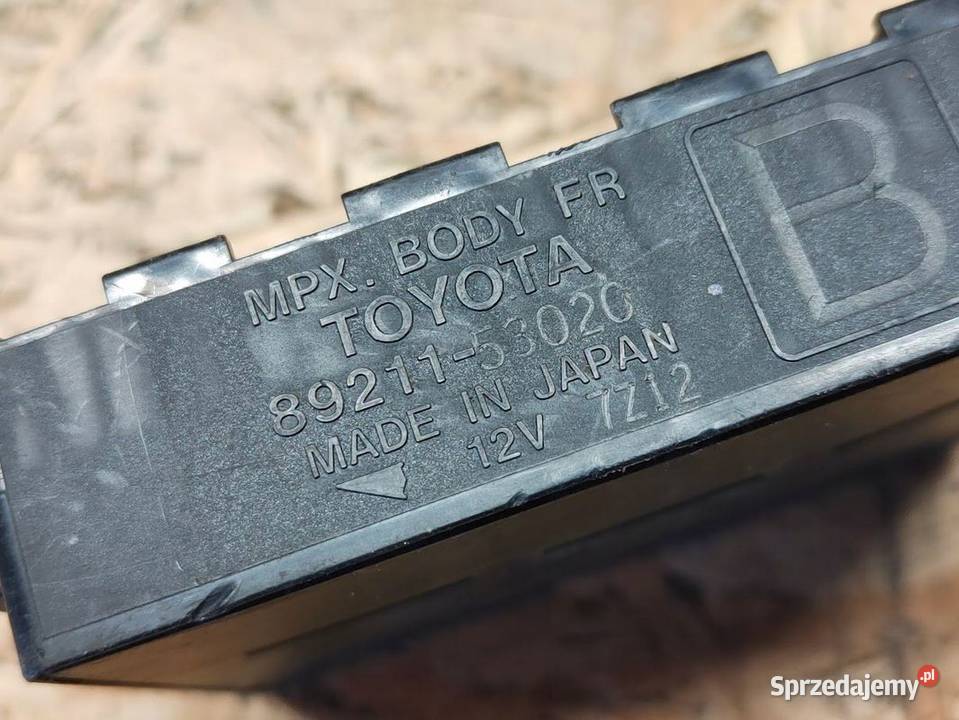 MPX. BODY FR
TOYOTA
89211-53020
MADE IN JAPAN
12V 7Z12
B
Sprzedajemy.pl